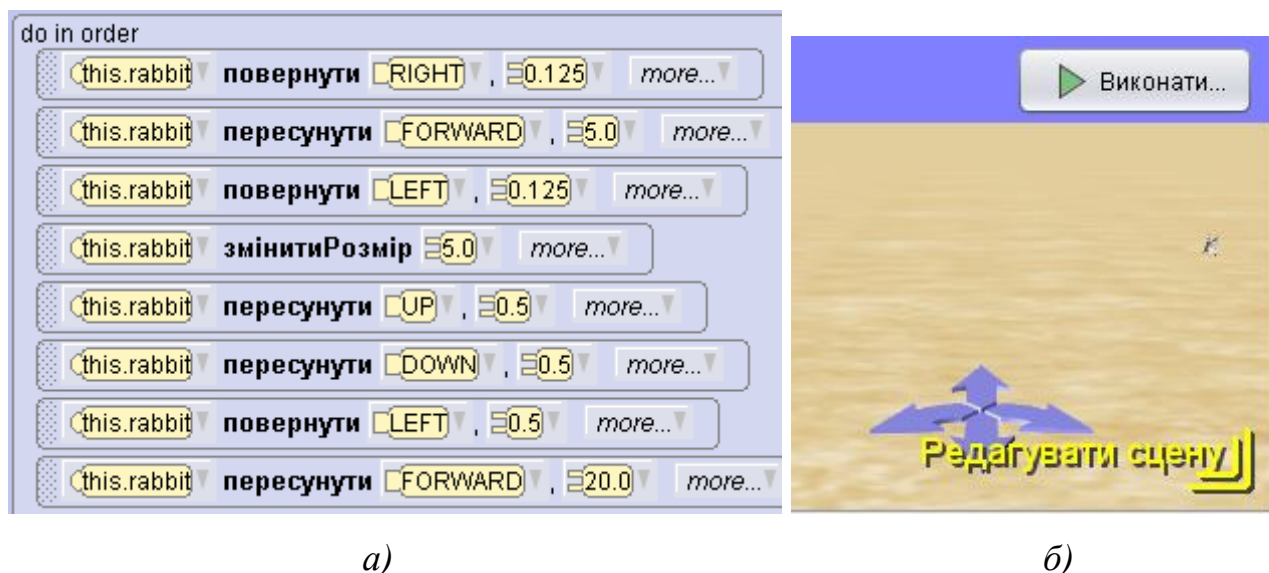 do in order
this.rabbit повернути RIGHT , 0.125 more...
this.rabbit пересунути FORWARD , 5.0 more...
this.rabbit повернути LEFT , 0.125 more...
this.rabbit змінитиРозмір 5.0 more...
this.rabbit пересунути UP , 0.5 more...
this.rabbit пересунути DOWN , 0.5 more...
this.rabbit повернути LEFT , 0.5 more...
this.rabbit пересунути FORWARD , 20.0 more...
Виконати...
Редагувати сцену
а)
б)